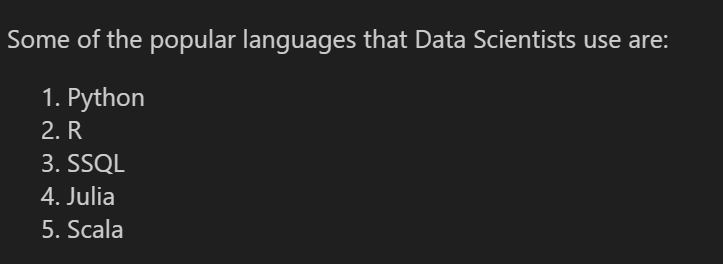 Some of the popular languages that Data Scientists use are:
1. Python
2. R
3. SSQL
4. Julia
5. Scala